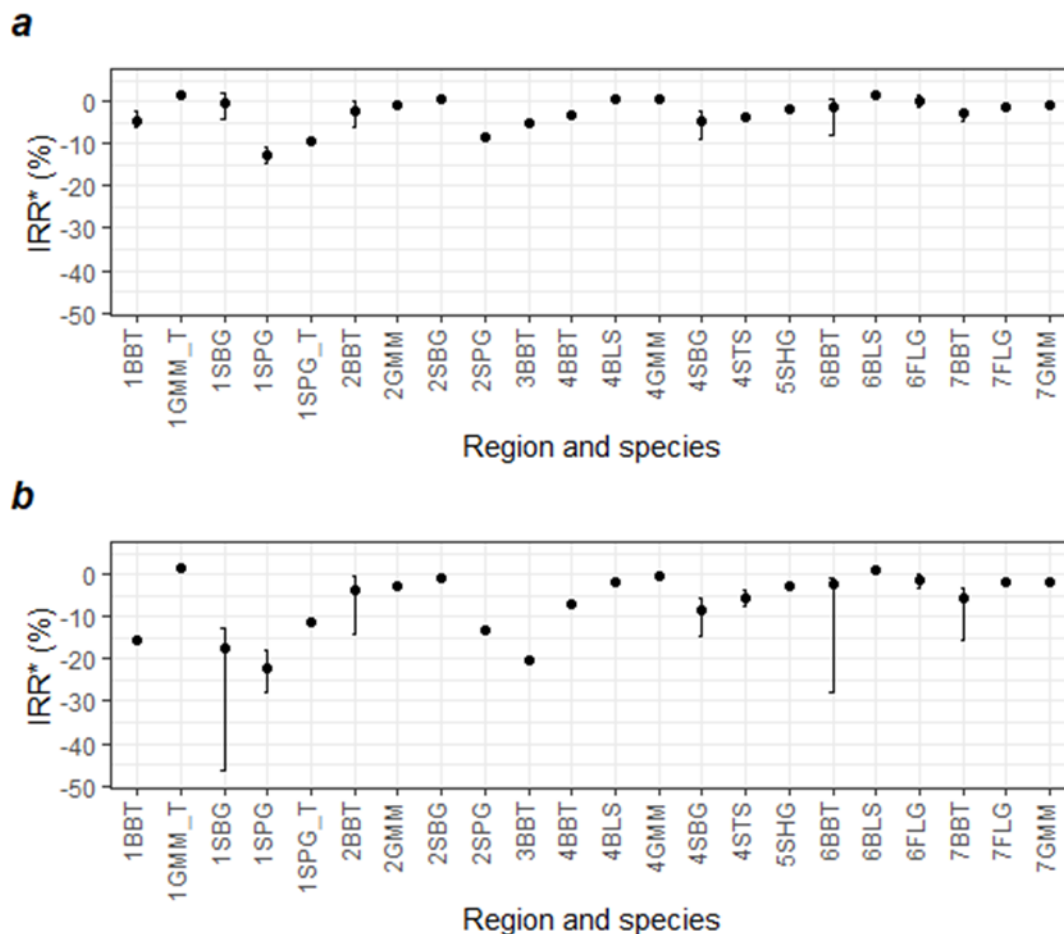 a
IRR* (%)
0
-10
-20
-30
-40
-50
1BBT
1GMM_T
1SBG
1SPG
1SPG_T
2BBT
2GMM
2SBG
2SPG
3BBT
4BBT
4BLS
4GMM
4SBG
4STS
5SHG
6BBT
6BLS
6FLG
7BBT
7FLG
7GMM
Region and species
b
IRR* (%)
0
-10
-20
-30
-40
-50
1BBT
1GMM_T
1SBG
1SPG
1SPG_T
2BBT
2GMM
2SBG
2SPG
3BBT
4BBT
4BLS
4GMM
4SBG
4STS
5SHG
6BBT
6BLS
6FLG
7BBT
7FLG
7GMM
Region and species